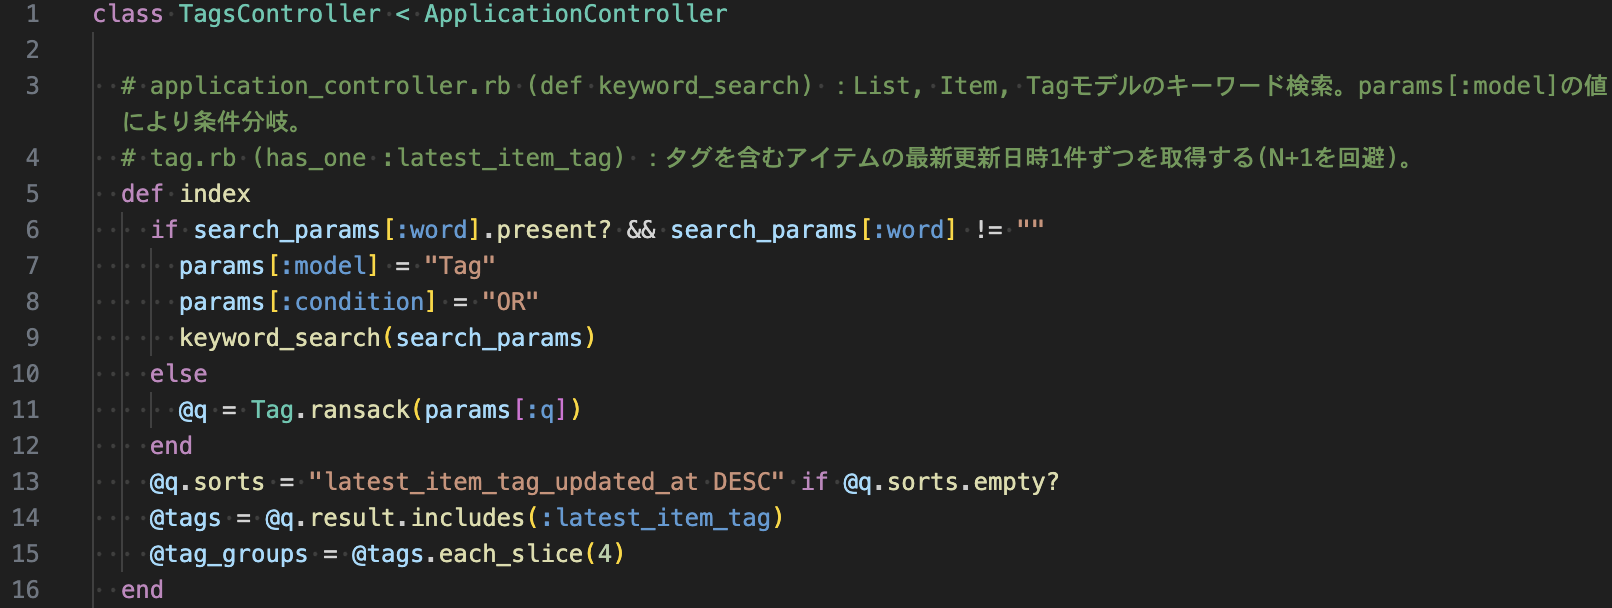 1 class TagsController < ApplicationController
2
3 # application_controller.rb (def keyword_search) ：List, Item, Tagモデルのキーワード検索。params[:model]の値
により条件分岐。
4 # tag.rb (has_one :latest_item_tag) ：タグを含むアイテムの最新更新日時1件ずつを取得する(N+1を回避)。
5 def index
6 if search_params[:word].present? && search_params[:word] != ""
7 params[:model] = "Tag"
8 params[:condition] = "OR"
9 keyword_search(search_params)
10 else
11 @q = Tag.ransack(params[:q])
12 end
13 @q.sorts = "latest_item_tag_updated_at DESC" if @q.sorts.empty?
14 @tags = @q.result.includes(:latest_item_tag)
15 @tag_groups = @tags.each_slice(4)
16 end